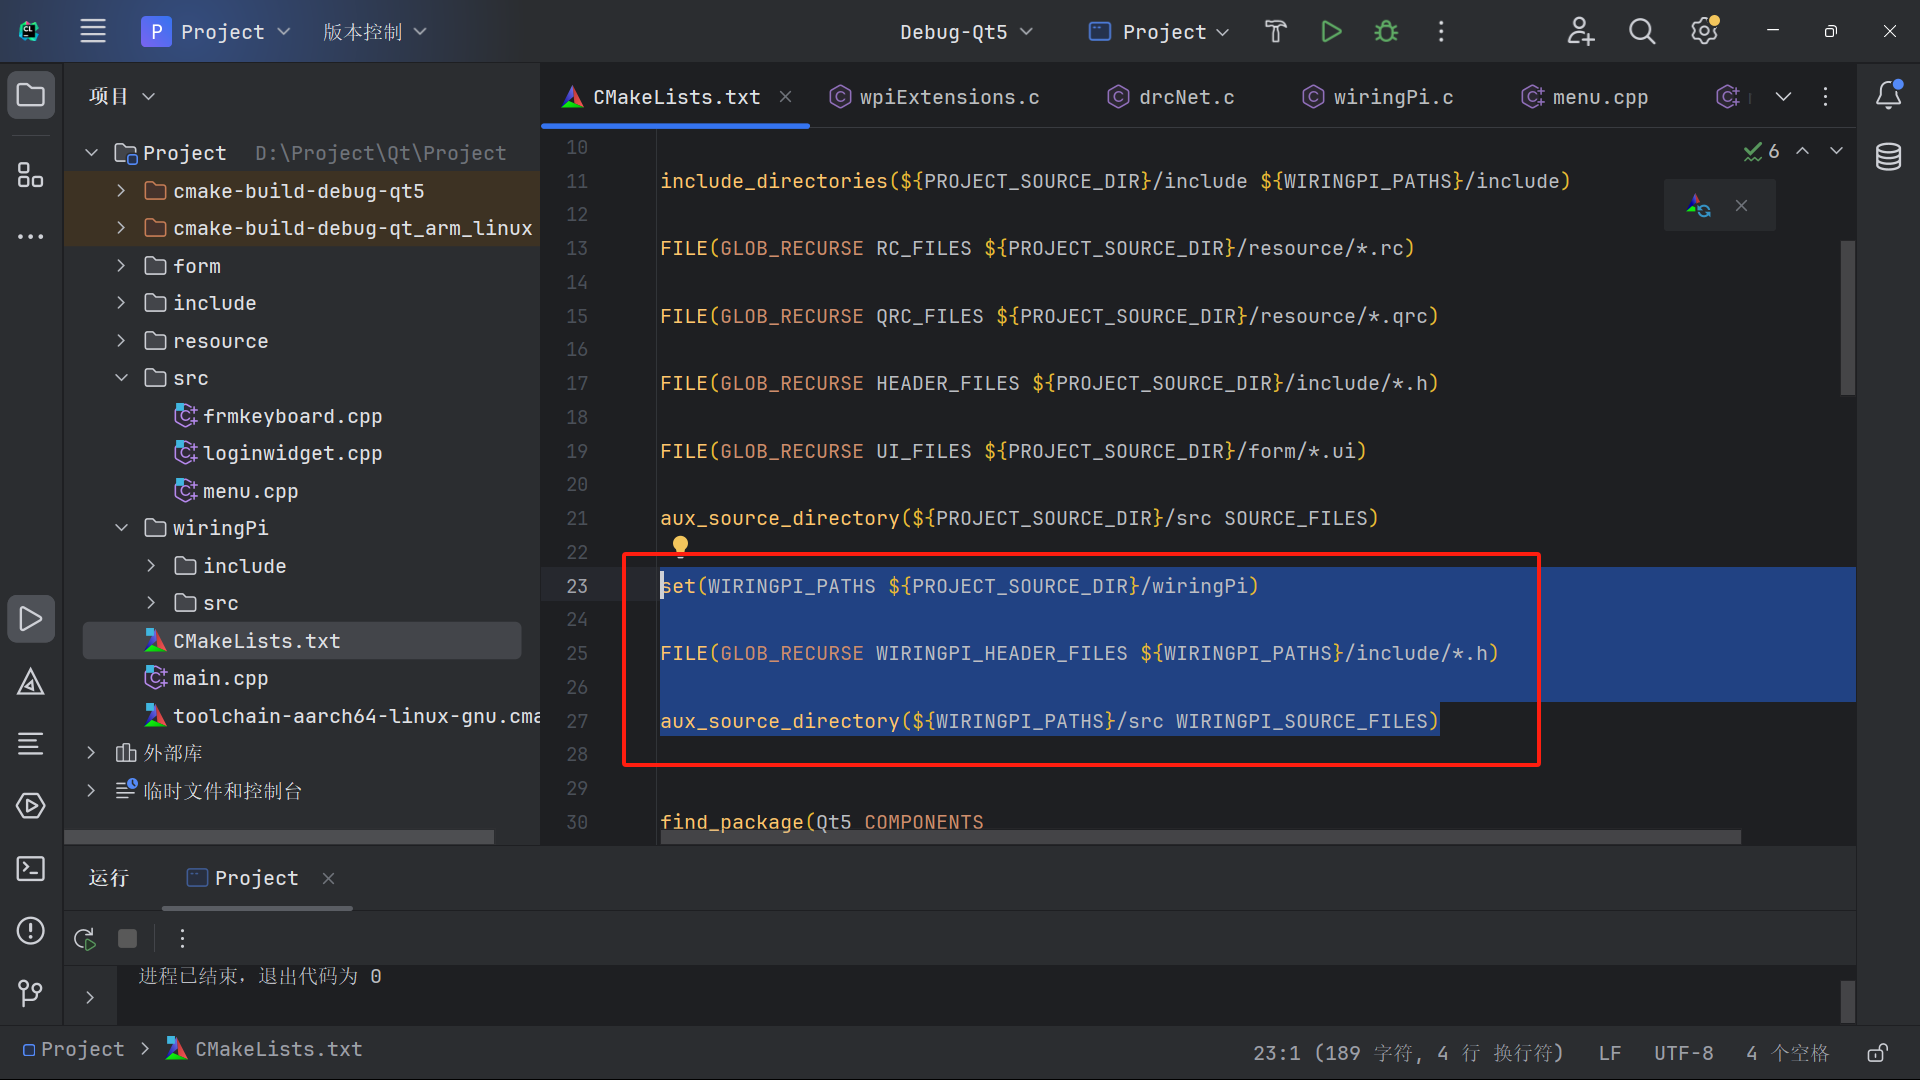 P Project 版本控制 Debug-Qt5 Project
项目
CMakeLists.txt wpiExtensions.c drcNet.c wiringPi.c menu.cpp
Project D:\Project\Qt\Project
cmake-build-debug-qt5
cmake-build-debug-qt_arm_linux
form
include
resource
src
frmkeyboard.cpp
loginwidget.cpp
menu.cpp
wiringPi
include
src
CMakeLists.txt
main.cpp
toolchain-aarch64-linux-gnu.cma
外部库
临时文件和控制台
6
10
11 include_directories(${PROJECT_SOURCE_DIR}/include ${WIRINGPI_PATHS}/include)
12
13 FILE(GLOB_RECURSE RC_FILES ${PROJECT_SOURCE_DIR}/resource/*.rc)
14
15 FILE(GLOB_RECURSE QRC_FILES ${PROJECT_SOURCE_DIR}/resource/*.qrc)
16
17 FILE(GLOB_RECURSE HEADER_FILES ${PROJECT_SOURCE_DIR}/include/*.h)
18
19 FILE(GLOB_RECURSE UI_FILES ${PROJECT_SOURCE_DIR}/form/*.ui)
20
21 aux_source_directory(${PROJECT_SOURCE_DIR}/src SOURCE_FILES)
22
23 set(WIRINGPI_PATHS ${PROJECT_SOURCE_DIR}/wiringPi)
24
25 FILE(GLOB_RECURSE WIRINGPI_HEADER_FILES ${WIRINGPI_PATHS}/include/*.h)
26
27 aux_source_directory(${WIRINGPI_PATHS}/src WIRINGPI_SOURCE_FILES)
28
29
30 find_package(Qt5 COMPONENTS
运行 Project
进程已结束，退出代码为 0
Project CMakeLists.txt 23:1 (189 字符, 4 行 换行符) LF UTF-8 4 个空格